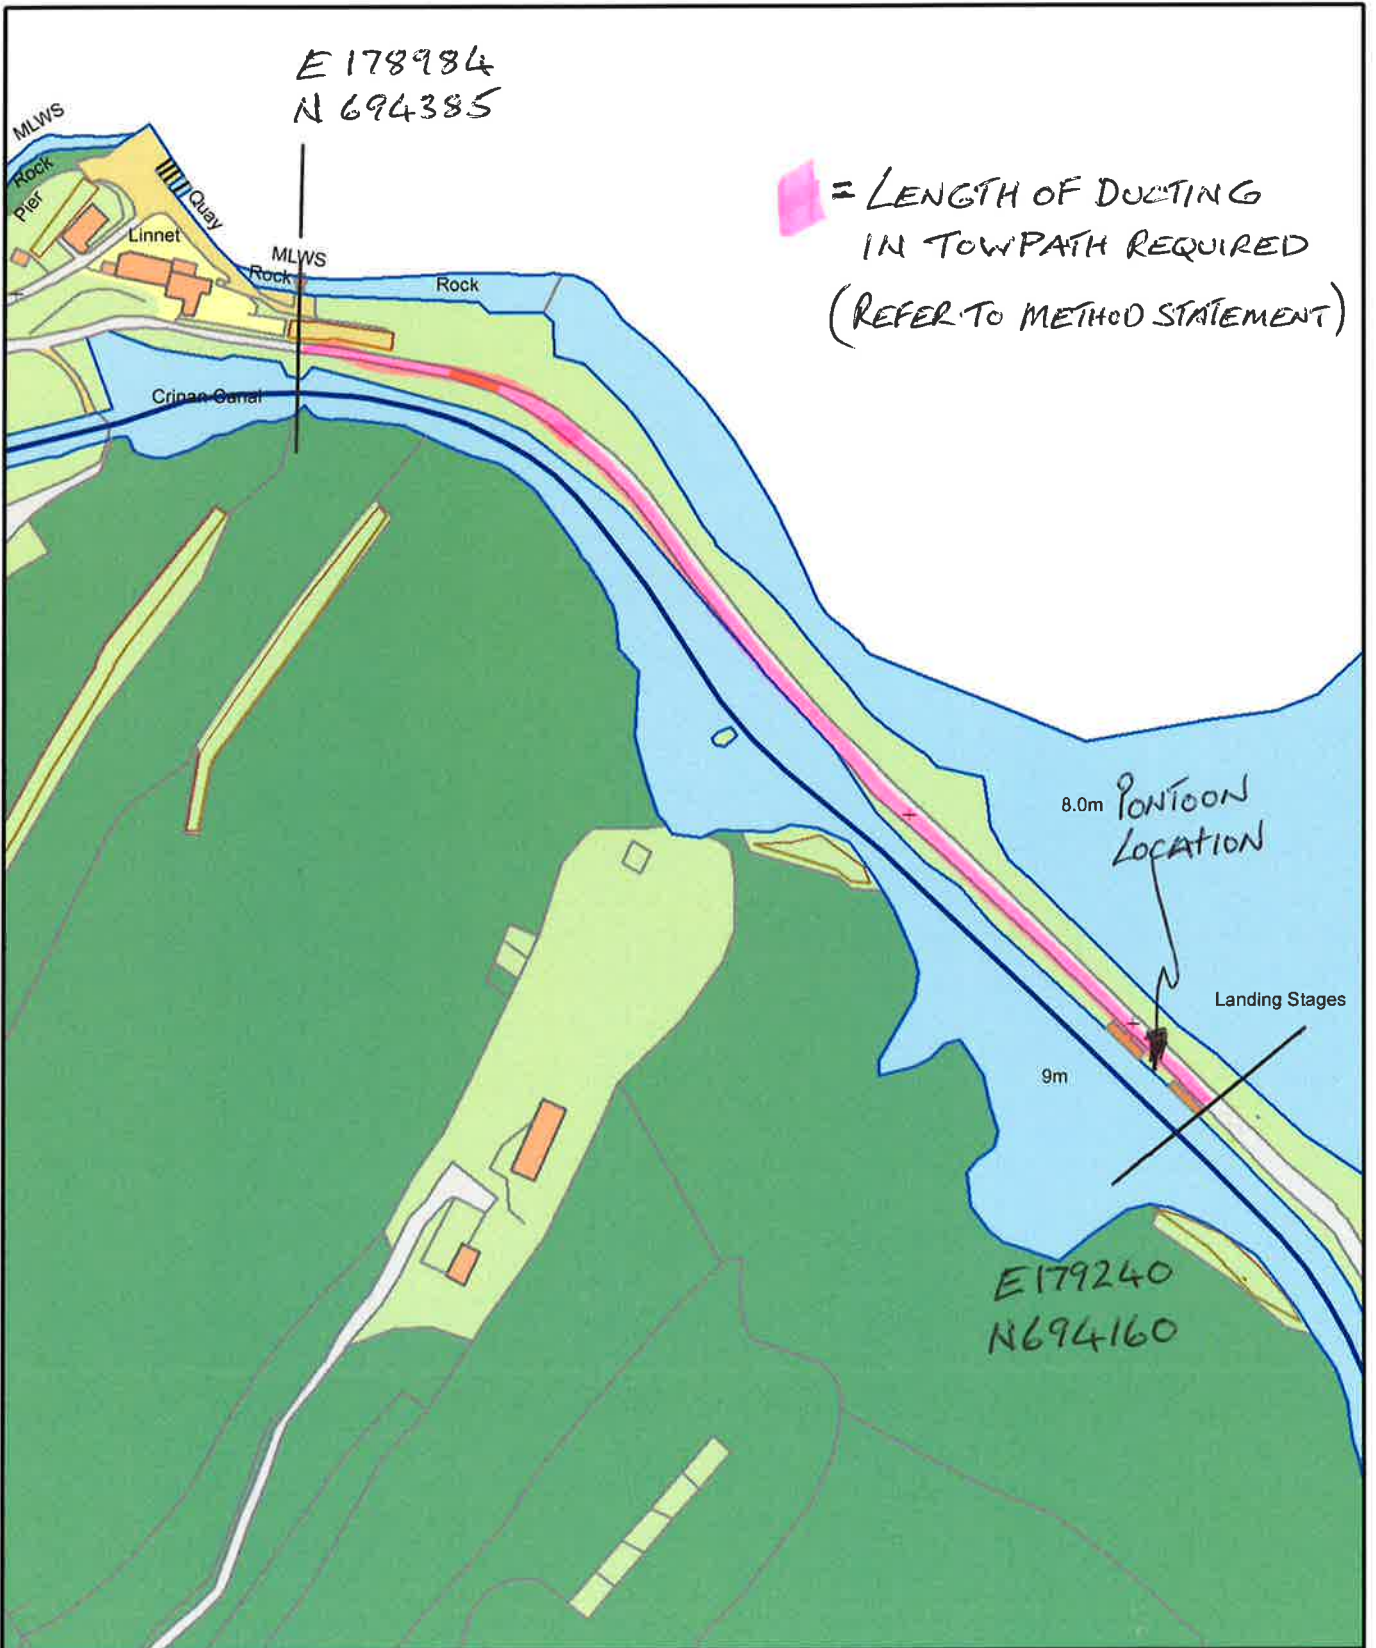 E 178984
N 694385
MLWS
Rock
Pier
Quay
Linnet
MLWS
Rock
Rock
= LENGTH OF DUCTING
IN TOWPATH REQUIRED
(REFER TO METHOD STATEMENT)
Crinan Canal
8.0m
PONTOON
LOCATION
Landing Stages
9m
E179240
N694160